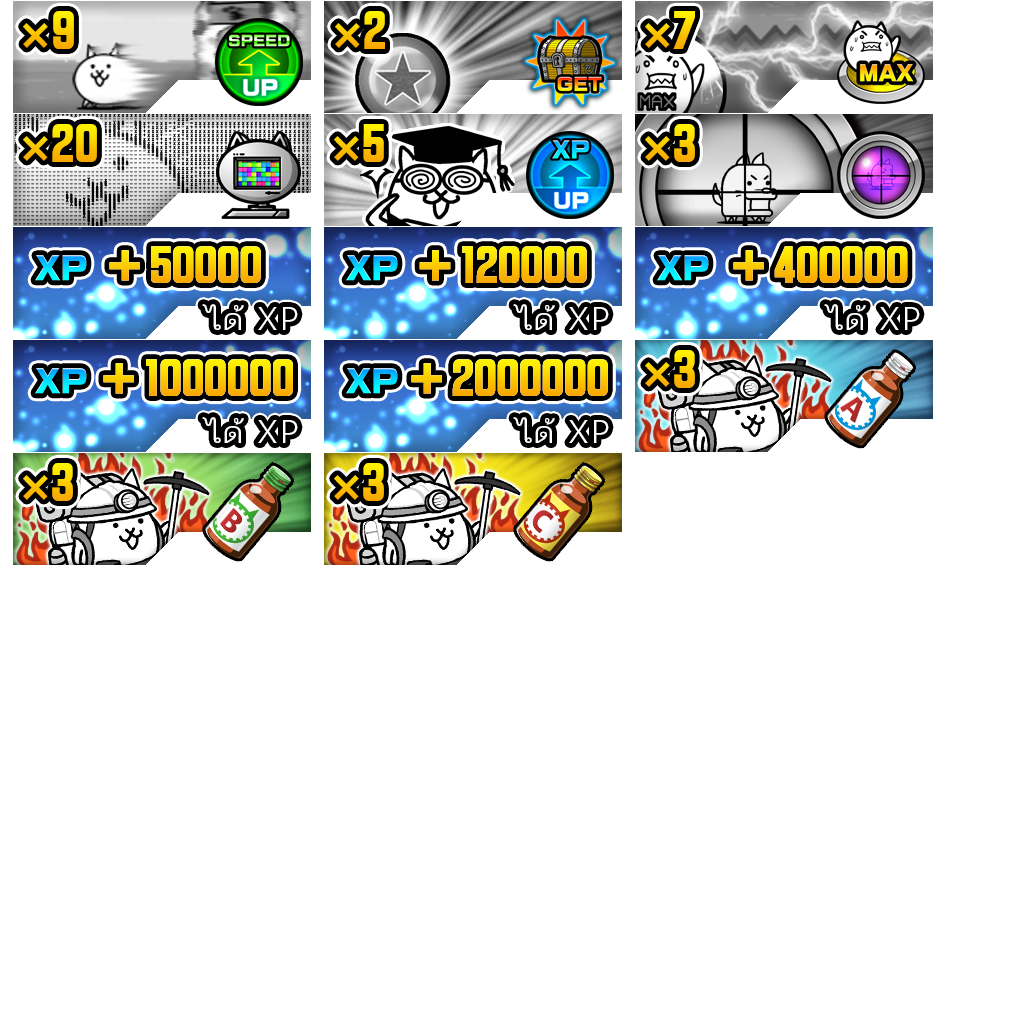 ×9 SPEED UP
×2 GET
×7 MAX MAX
×20
×5 XP UP
×3
XP +50000
ได้ XP
XP +120000
ได้ XP
XP +400000
ได้ XP
XP +1000000
ได้ XP
XP +2000000
ได้ XP
×3 A
×3 B
×3 C